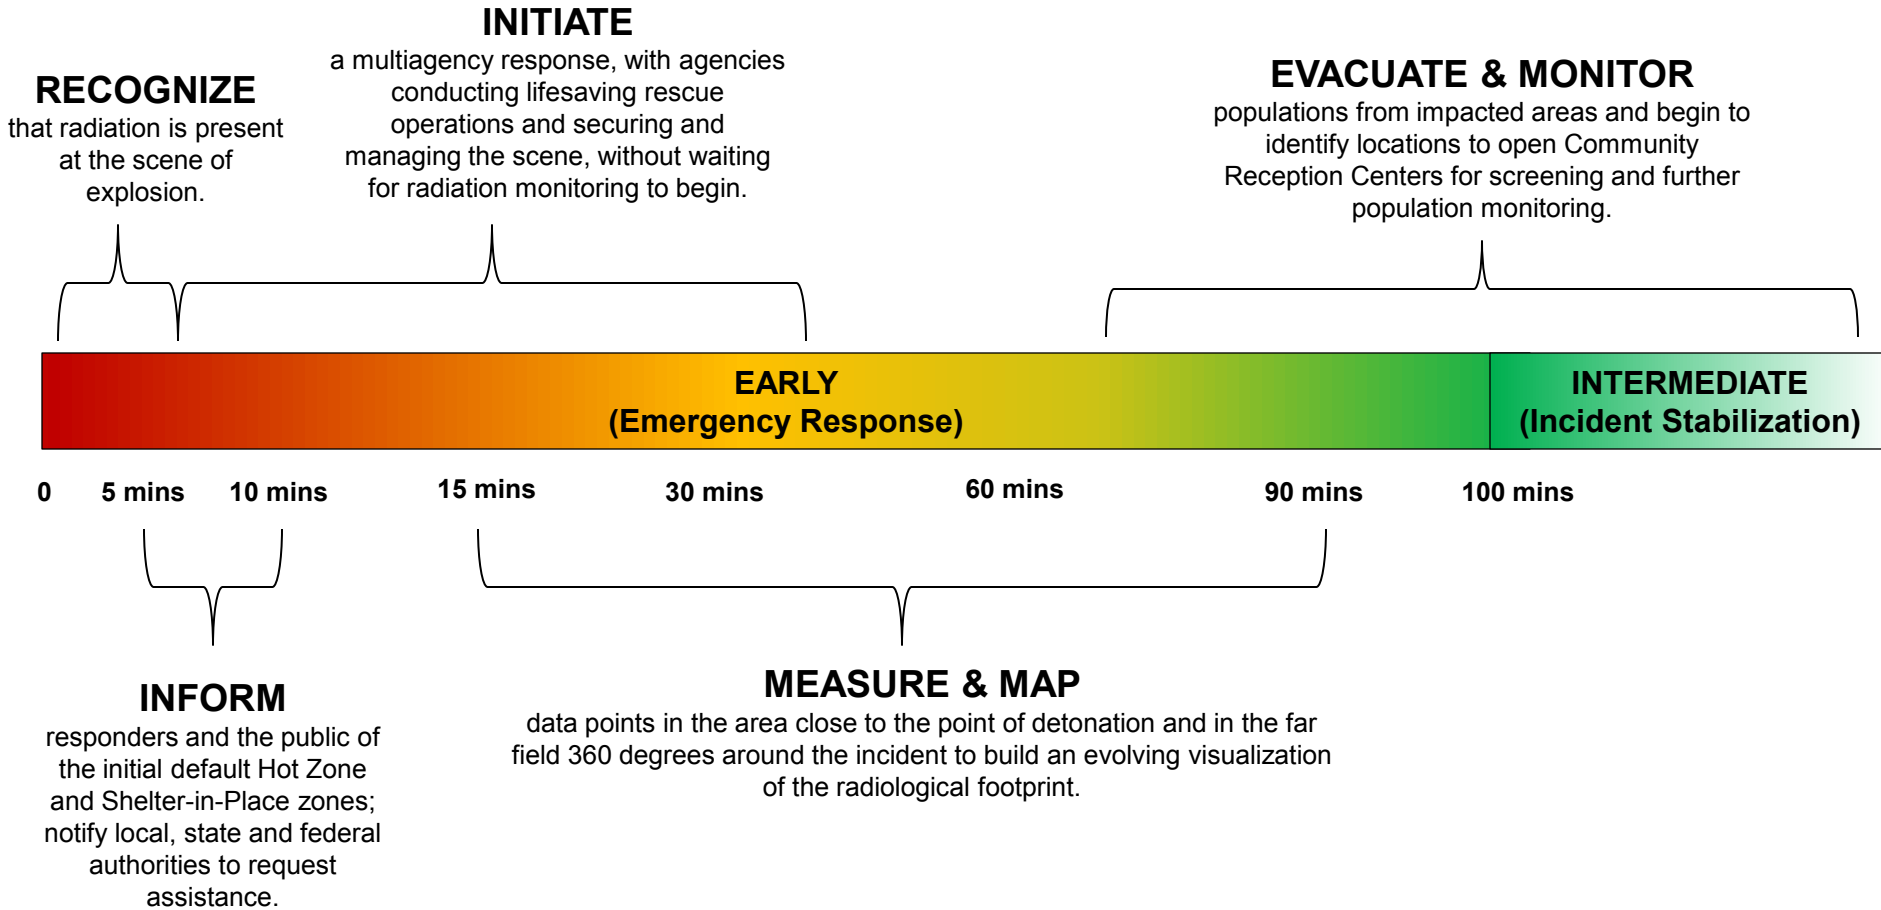 RECOGNIZE
that radiation is present
at the scene of
explosion.
INITIATE
a multiagency response, with agencies
conducting lifesaving rescue
operations and securing and
managing the scene, without waiting
for radiation monitoring to begin.
EVACUATE & MONITOR
populations from impacted areas and begin to
identify locations to open Community
Reception Centers for screening and further
population monitoring.
EARLY
(Emergency Response)
INTERMEDIATE
(Incident Stabilization)
0
5 mins
10 mins
15 mins
30 mins
60 mins
90 mins
100 mins
INFORM
responders and the public of
the initial default Hot Zone
and Shelter-in-Place zones;
notify local, state and federal
authorities to request
assistance.
MEASURE & MAP
data points in the area close to the point of detonation and in the far
field 360 degrees around the incident to build an evolving visualization
of the radiological footprint.